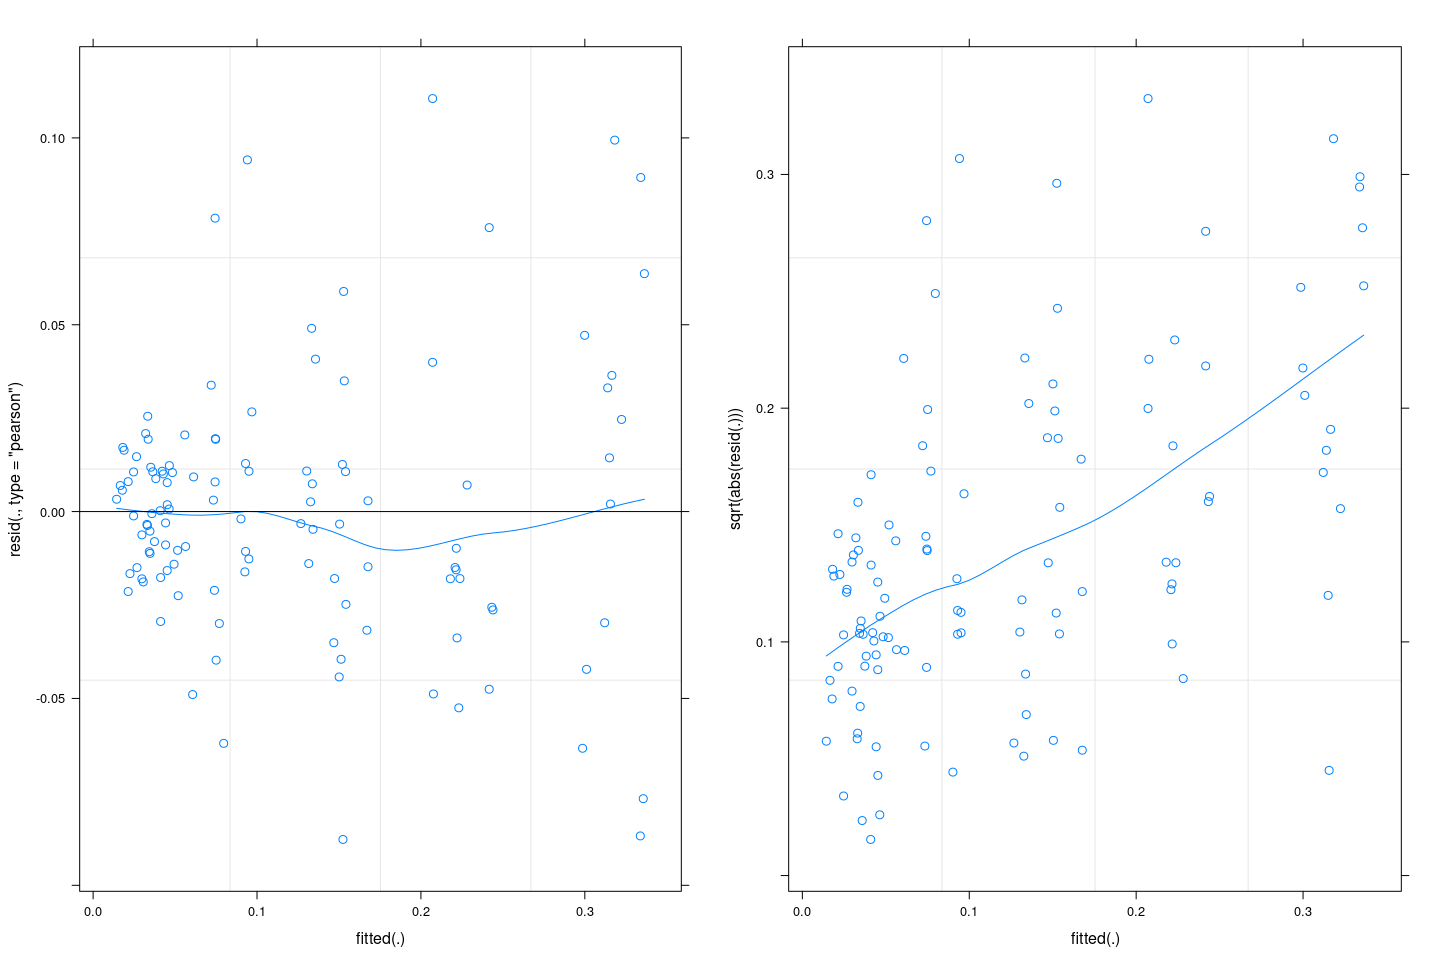 resid(., type = "pearson")
0.10
0.05
0.00
-0.05
0.0 0.1 0.2 0.3
fitted(.)
sqrt(abs(resid(.)))
0.3
0.2
0.1
0.0 0.1 0.2 0.3
fitted(.)